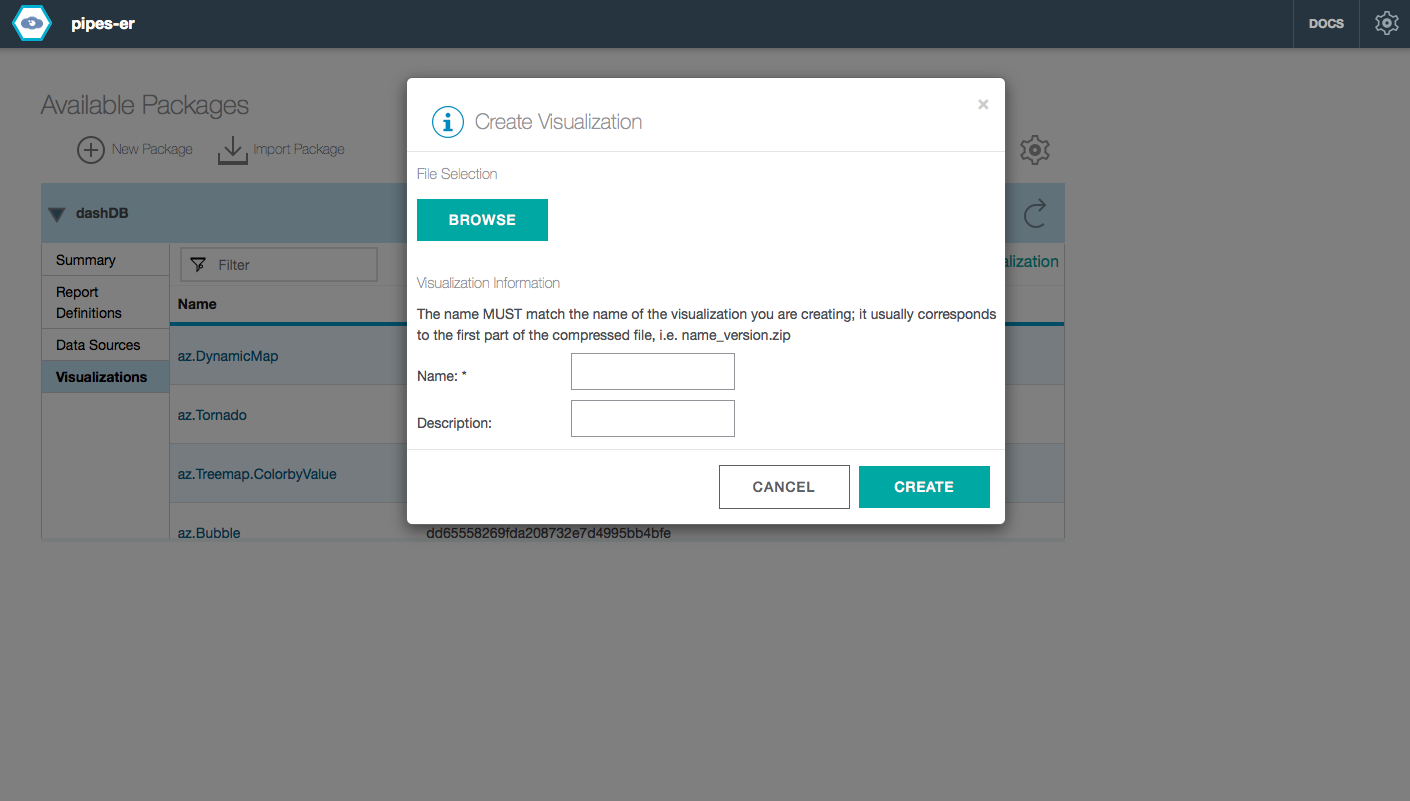 pipes-er
DOCS
Available Packages
New Package
Import Package
dashDB
Summary
Report
Definitions
Data Sources
Visualizations
Filter
Name
az.DynamicMap
az.Tornado
az.Treemap.ColorbyValue
az.Bubble
dd65558269fda208732e7d4995bb4bfe
alization
Create Visualization
×
File Selection
BROWSE
Visualization Information
The name MUST match the name of the visualization you are creating; it usually corresponds
to the first part of the compressed file, i.e. name_version.zip
Name: *
Description:
CANCEL
CREATE